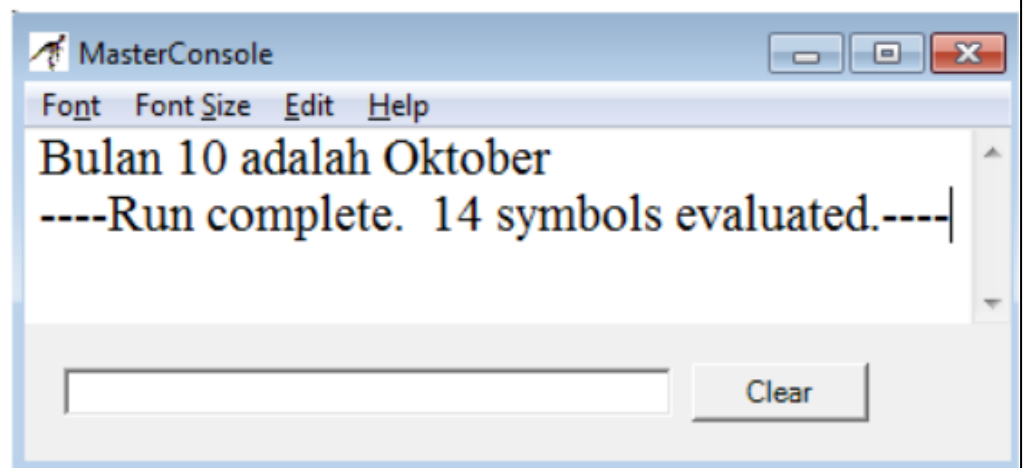 MasterConsole
Font Font Size Edit Help
Bulan 10 adalah Oktober
----Run complete.  14 symbols evaluated.----
Clear